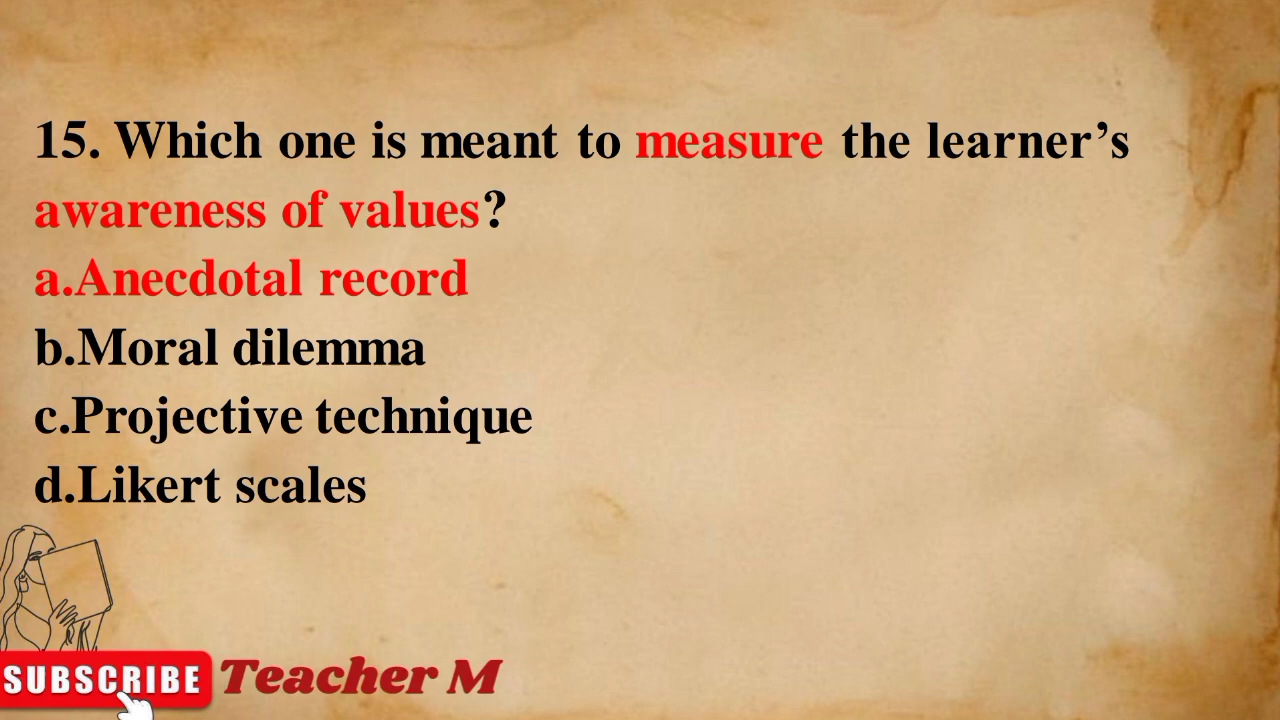 15. Which one is meant to measure the learner’s
awareness of values?
a.Anecdotal record
b.Moral dilemma
c.Projective technique
d.Likert scales
SUBSCRIBE Teacher M